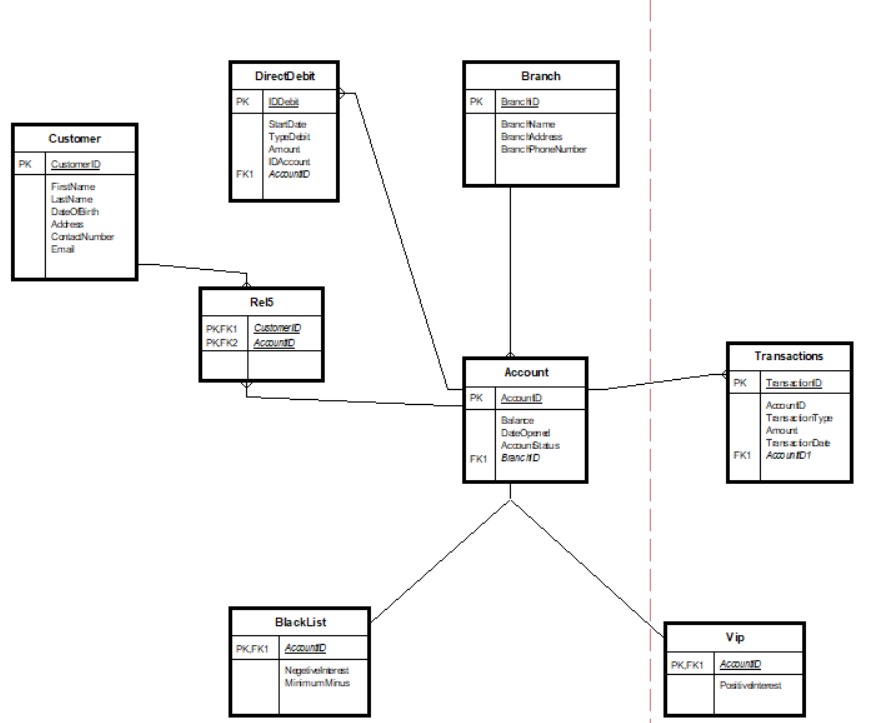 DirectDebit
PK IDDebit
StartDate
TypeDebit
Amount
IDAccount
FK1 AccountID
Branch
PK BranchID
BranchName
BranchAddress
BranchPhoneNumber
Customer
PK CustomerID
FirstName
LastName
DateOfBirth
Address
ContactNumber
Email
Rel5
PK,FK1 CustomerID
PK,FK2 AccountID
Account
PK AccountID
Balance
DateOpened
AccountStatus
FK1 BranchID
Transactions
PK TransactionID
AccountID
TransactionType
Amount
TransactionDate
FK1 AccountID1
BlackList
PK,FK1 AccountID
NegetiveInterest
MinimumMinus
Vip
PK,FK1 AccountID
PositiveInterest